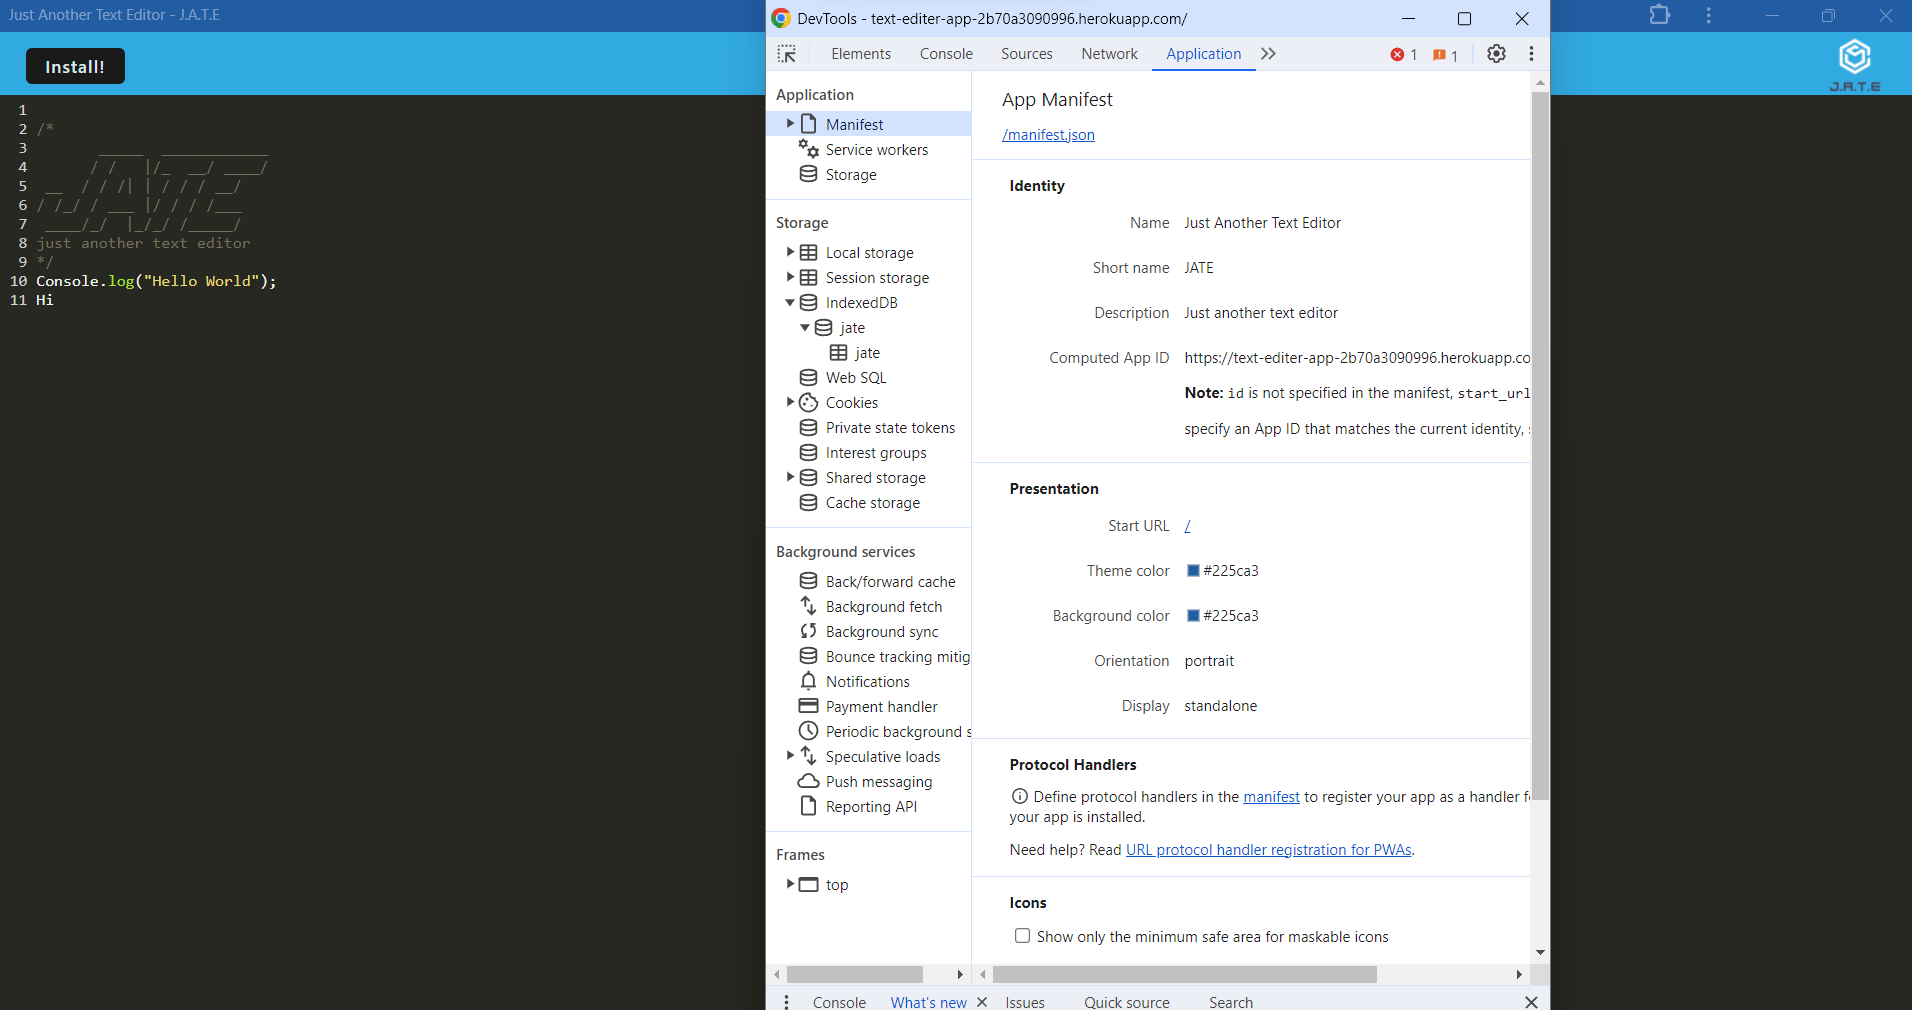 Just Another Text Editor - J.A.T.E
Install!
J.A.T.E
1
2 /*
3
4
5
6
7
8 just another text editor
9 */
10 Console.log("Hello World");
11 Hi
DevTools - text-editer-app-2b70a3090996.herokuapp.com/
Elements Console Sources Network Application 1 1
Application
Manifest
Service workers
Storage
Storage
Local storage
Session storage
IndexedDB
jate
jate
Web SQL
Cookies
Private state tokens
Interest groups
Shared storage
Cache storage
Background services
Back/forward cache
Background fetch
Background sync
Bounce tracking mitig
Notifications
Payment handler
Periodic background s
Speculative loads
Push messaging
Reporting API
Frames
top
App Manifest
/manifest.json
Identity
Name Just Another Text Editor
Short name JATE
Description Just another text editor
Computed App ID https://text-editer-app-2b70a3090996.herokuapp.co
Note: id is not specified in the manifest, start_url
specify an App ID that matches the current identity,
Presentation
Start URL /
Theme color #225ca3
Background color #225ca3
Orientation portrait
Display standalone
Protocol Handlers
Define protocol handlers in the manifest to register your app as a handler f
your app is installed.
Need help? Read URL protocol handler registration for PWAs.
Icons
Show only the minimum safe area for maskable icons
Console What's new Issues Quick source Search